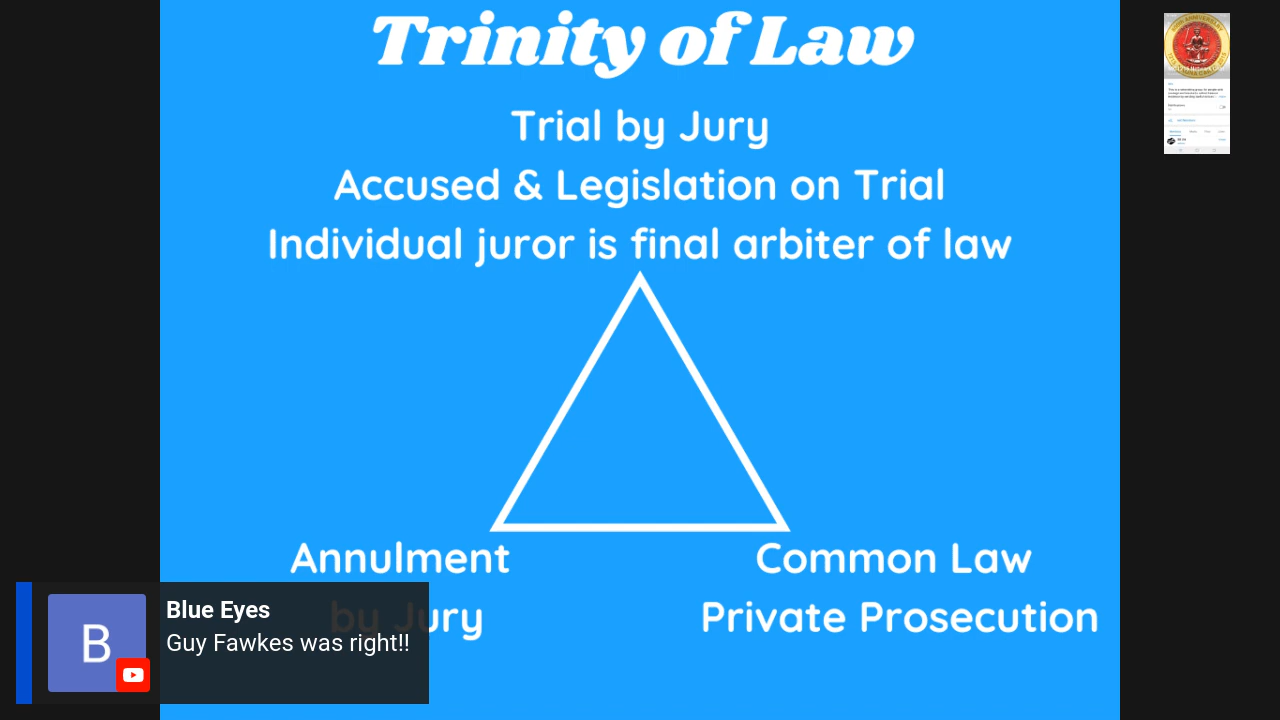 Trinity of Law
Trial by Jury
Accused & Legislation on Trial
Individual juror is final arbiter of law
Annulment
by Jury
Common Law
Private Prosecution
B
Blue Eyes
Guy Fawkes was right!!